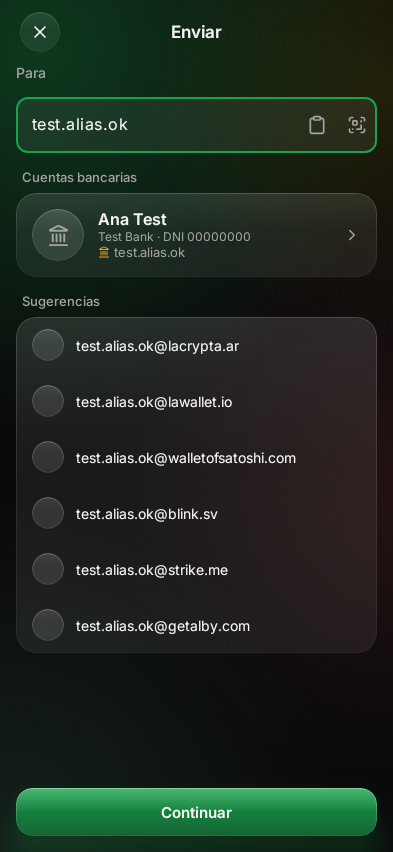 Enviar
Para
test.alias.ok
Cuentas bancarias
Ana Test
Test Bank · DNI 00000000
test.alias.ok
Sugerencias
test.alias.ok@lacrypta.ar
test.alias.ok@lawallet.io
test.alias.ok@walletofsatoshi.com
test.alias.ok@blink.sv
test.alias.ok@strike.me
test.alias.ok@getalby.com
Continuar